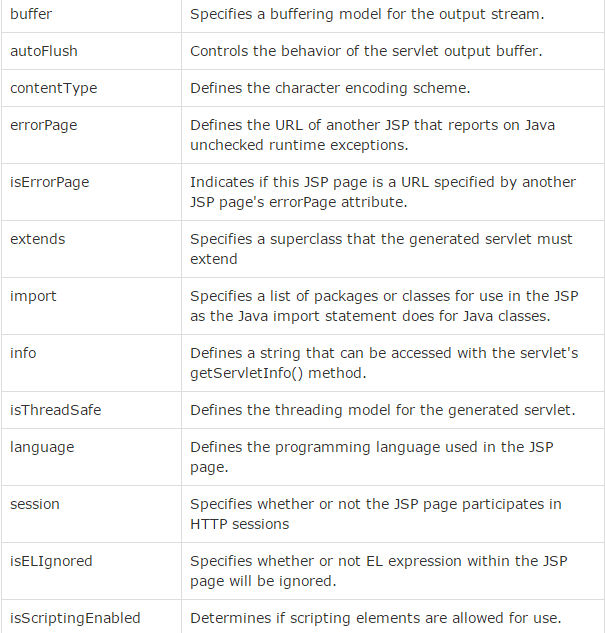 buffer Specifies a buffering model for the output stream.
autoFlush Controls the behavior of the servlet output buffer.
contentType Defines the character encoding scheme.
errorPage Defines the URL of another JSP that reports on Java
unchecked runtime exceptions.
isErrorPage Indicates if this JSP page is a URL specified by another
JSP page's errorPage attribute.
extends Specifies a superclass that the generated servlet must
extend
import Specifies a list of packages or classes for use in the JSP
as the Java import statement does for Java classes.
info Defines a string that can be accessed with the servlet's
getServletInfo() method.
isThreadSafe Defines the threading model for the generated servlet.
language Defines the programming language used in the JSP
page.
session Specifies whether or not the JSP page participates in
HTTP sessions
isELIgnored Specifies whether or not EL expression within the JSP
page will be ignored.
isScriptingEnabled Determines if scripting elements are allowed for use.